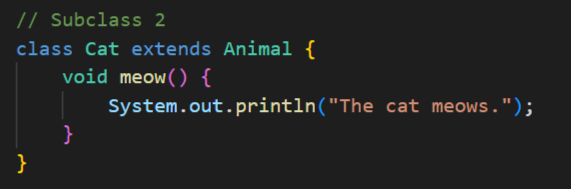 // Subclass 2
class Cat extends Animal {
    void meow() {
        System.out.println("The cat meows.");
    }
}